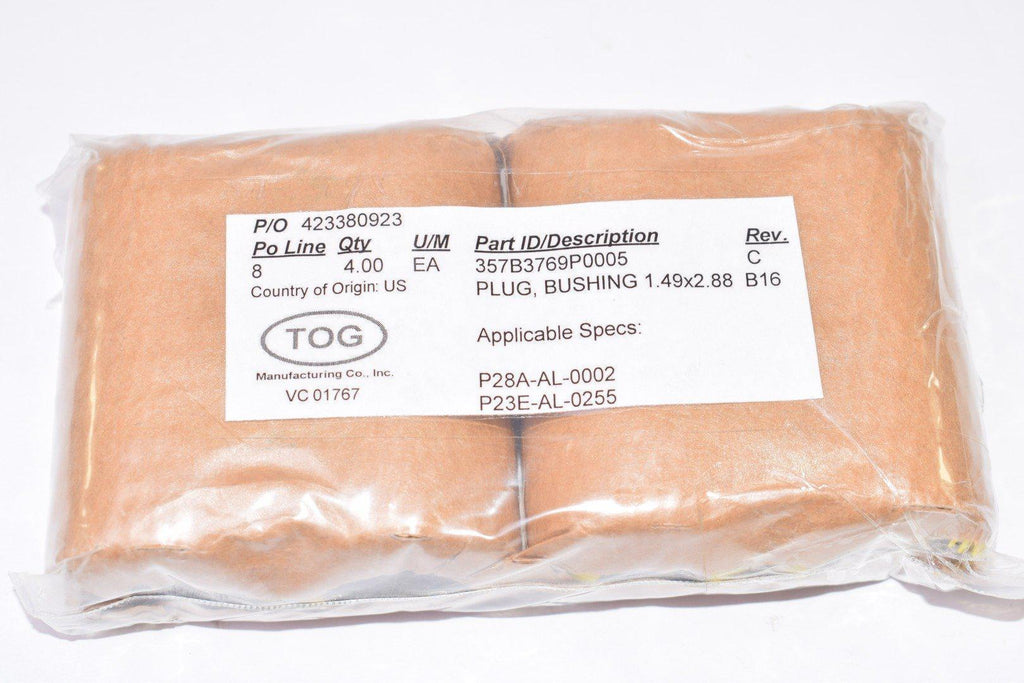 P/O 423380923
Po Line Qty U/M Part ID/Description Rev.
8 4.00 EA 357B3769P0005 C
Country of Origin: US PLUG, BUSHING 1.49x2.88 B16
TOG
Manufacturing Co., Inc.
VC 01767
Applicable Specs:
P28A-AL-0002
P23E-AL-0255